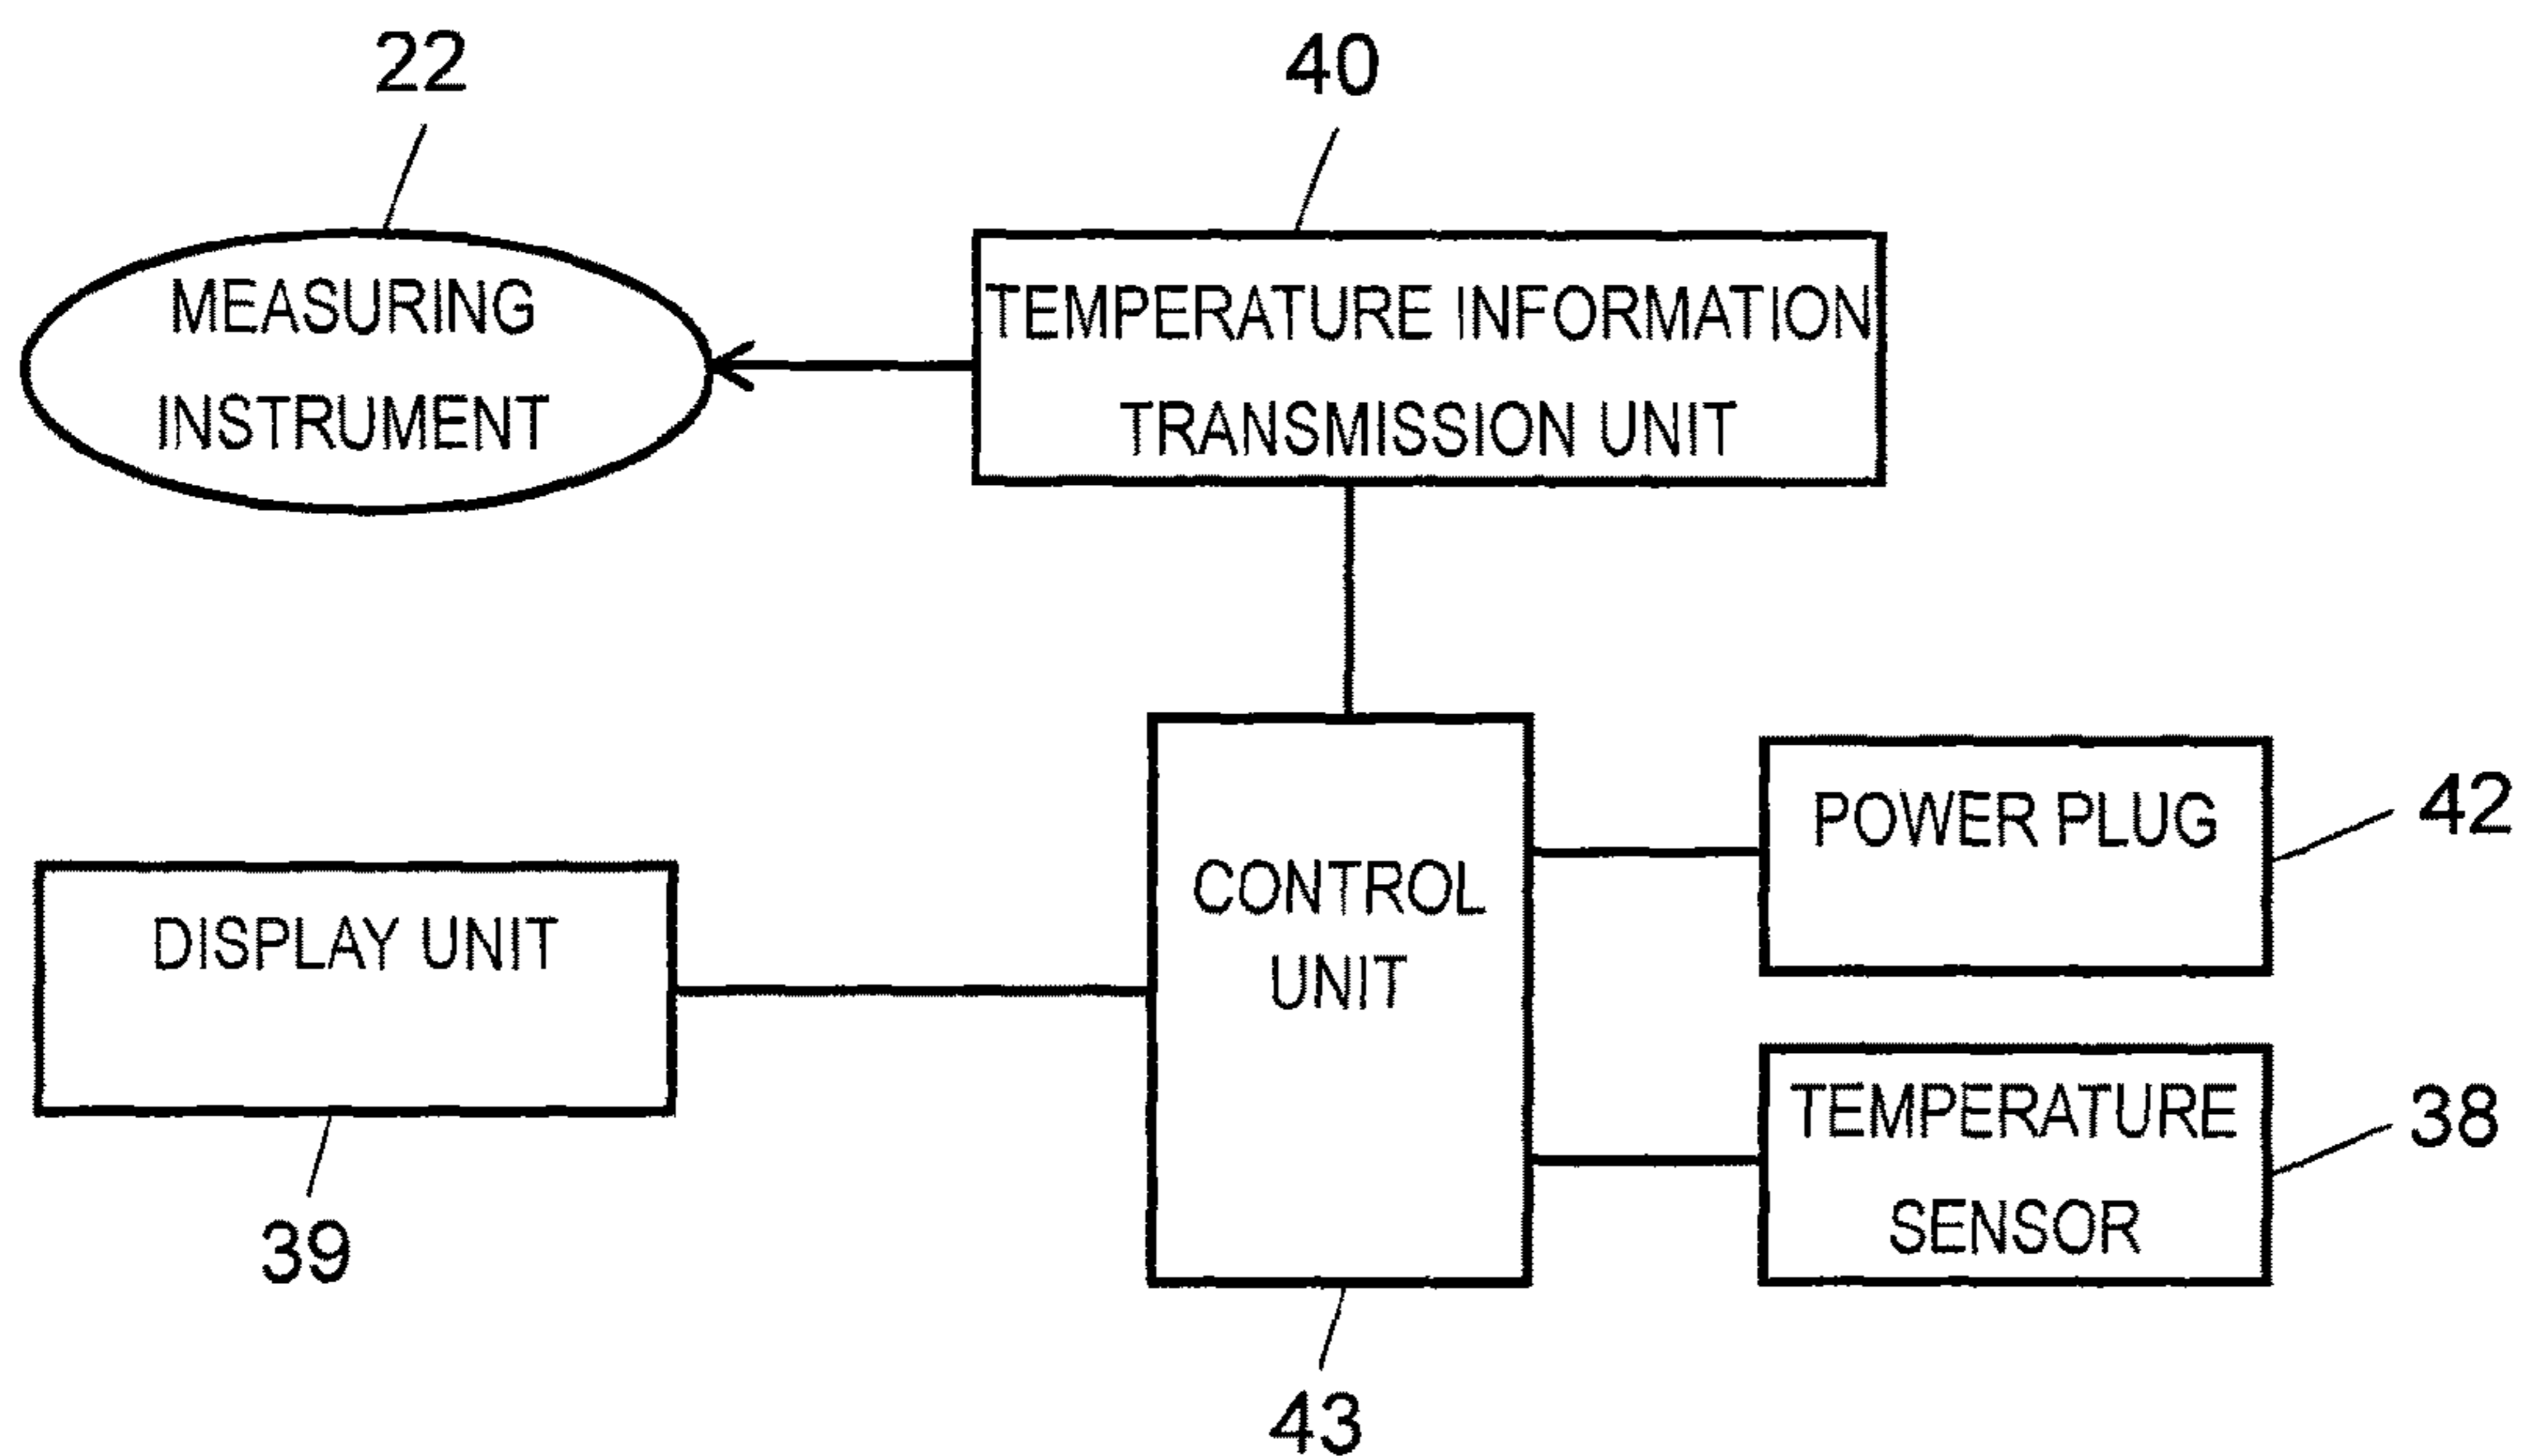 22
40
MEASURING
INSTRUMENT
TEMPERATURE INFORMATION
TRANSMISSION UNIT
POWER PLUG
42
CONTROL
UNIT
DISPLAY UNIT
TEMPERATURE
SENSOR
38
39
43